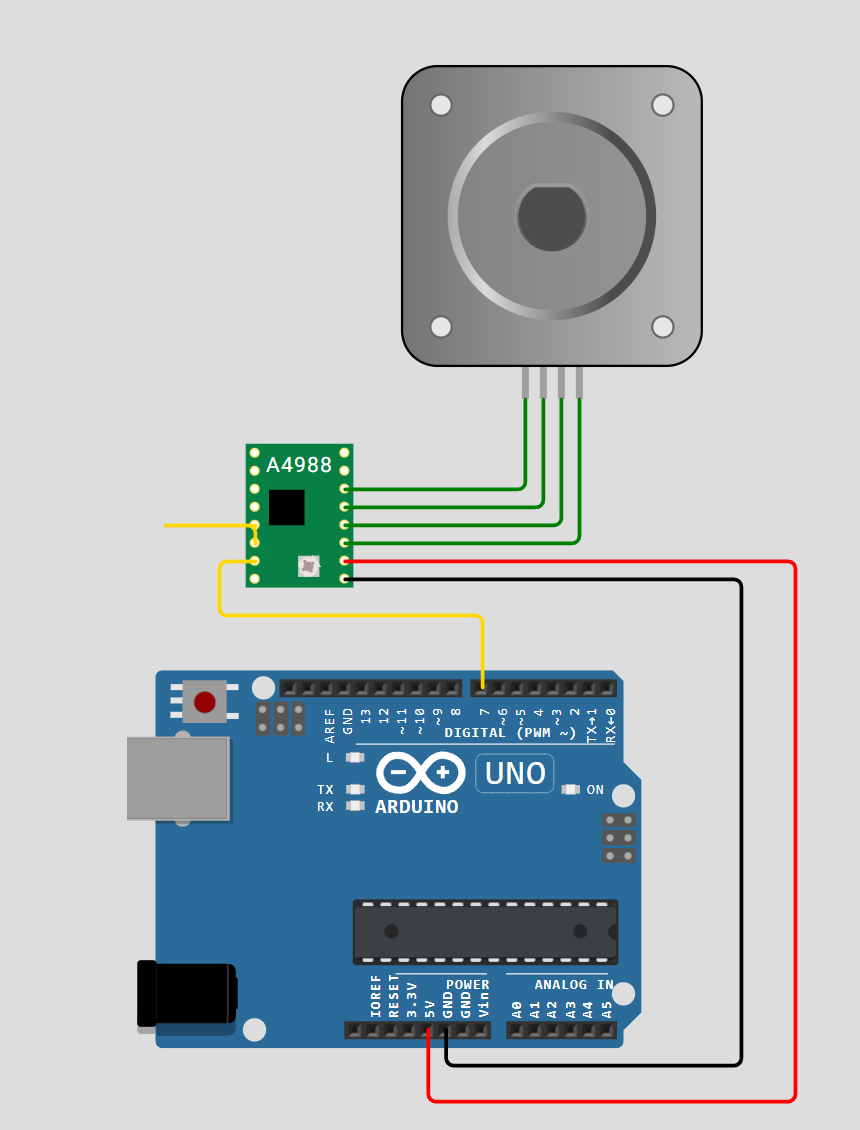 A4988
AREF
GND
13
12
~11
~10
~9
8
7
~6
~5
4
~3
2
TX→1
RX←0
DIGITAL (PWM ~)
L
TX
RX
UNO
ON
ARDUINO
POWER
ANALOG IN
IOREF
RESET
3.3V
5V
GND
GND
Vin
A0
A1
A2
A3
A4
A5